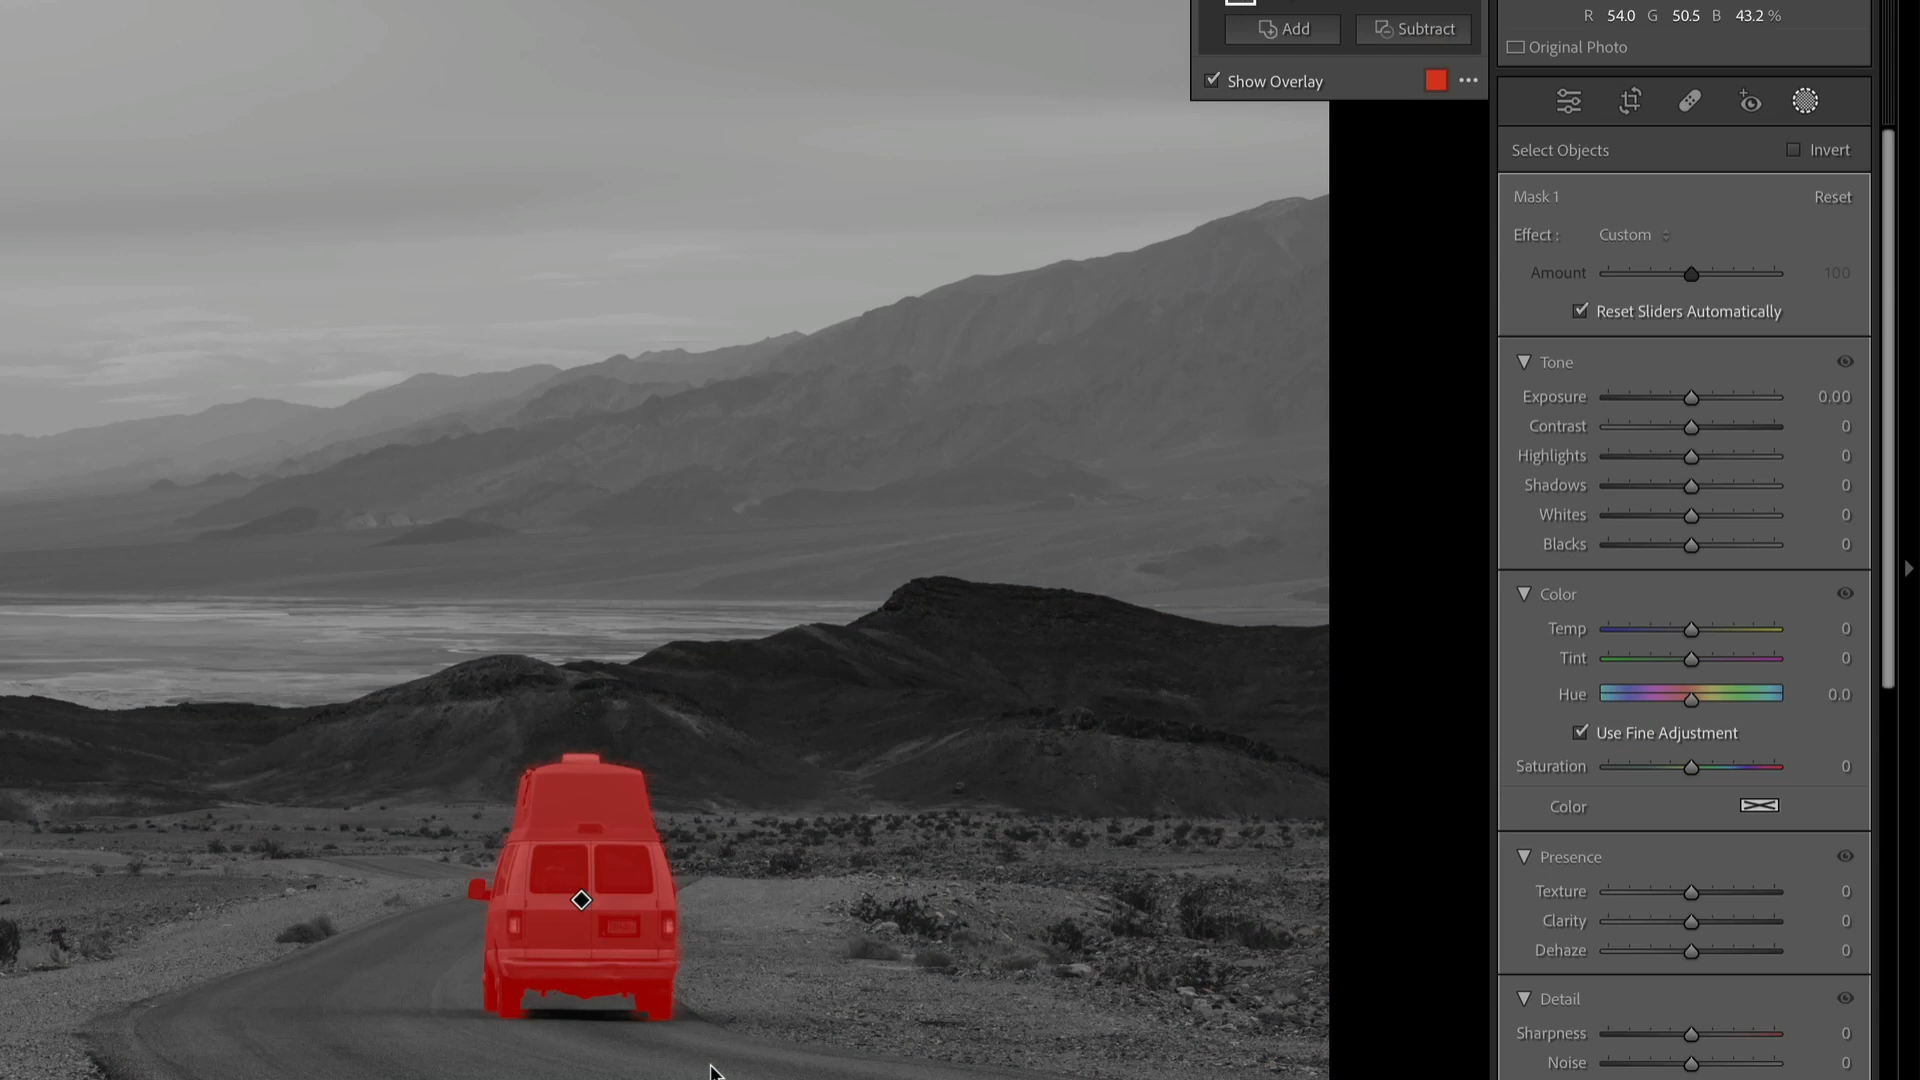 R 54.0 G 50.5 B 43.2 %
Add Subtract
Original Photo
Show Overlay
Select Objects Invert
Mask 1 Reset
Effect : Custom
Amount 100
Reset Sliders Automatically
Tone
Exposure 0.00
Contrast 0
Highlights 0
Shadows 0
Whites 0
Blacks 0
Color
Temp 0
Tint 0
Hue 0.0
Use Fine Adjustment
Saturation 0
Color
Presence
Texture 0
Clarity 0
Dehaze 0
Detail
Sharpness 0
Noise 0